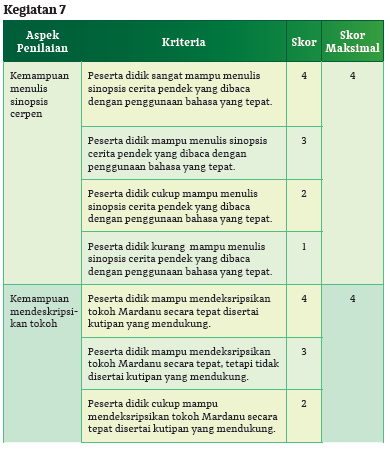 Kegiatan 7
Aspek
Penilaian
Kriteria
Skor
Skor
Maksimal
Kemampuan
menulis
sinopsis
cerpen
Peserta didik sangat mampu menulis
sinopsis cerita pendek yang dibaca
dengan penggunaan bahasa yang tepat.
4
4
Peserta didik mampu menulis sinopsis
cerita pendek yang dibaca dengan
penggunaan bahasa yang tepat.
3
Peserta didik cukup mampu menulis
sinopsis cerita pendek yang dibaca
dengan penggunaan bahasa yang tepat.
2
Peserta didik kurang mampu menulis
sinopsis cerita pendek yang dibaca
dengan penggunaan bahasa yang tepat.
1
Kemampuan
mendeskripsi-
kan tokoh
Peserta didik mampu mendeksripsikan
tokoh Mardanu secara tepat disertai
kutipan yang mendukung.
4
4
Peserta didik mampu mendeksripsikan
tokoh Mardanu secara tepat, tetapi tidak
disertai kutipan yang mendukung.
3
Peserta didik cukup mampu
mendeksripsikan tokoh Mardanu secara
tepat disertai kutipan yang mendukung.
2